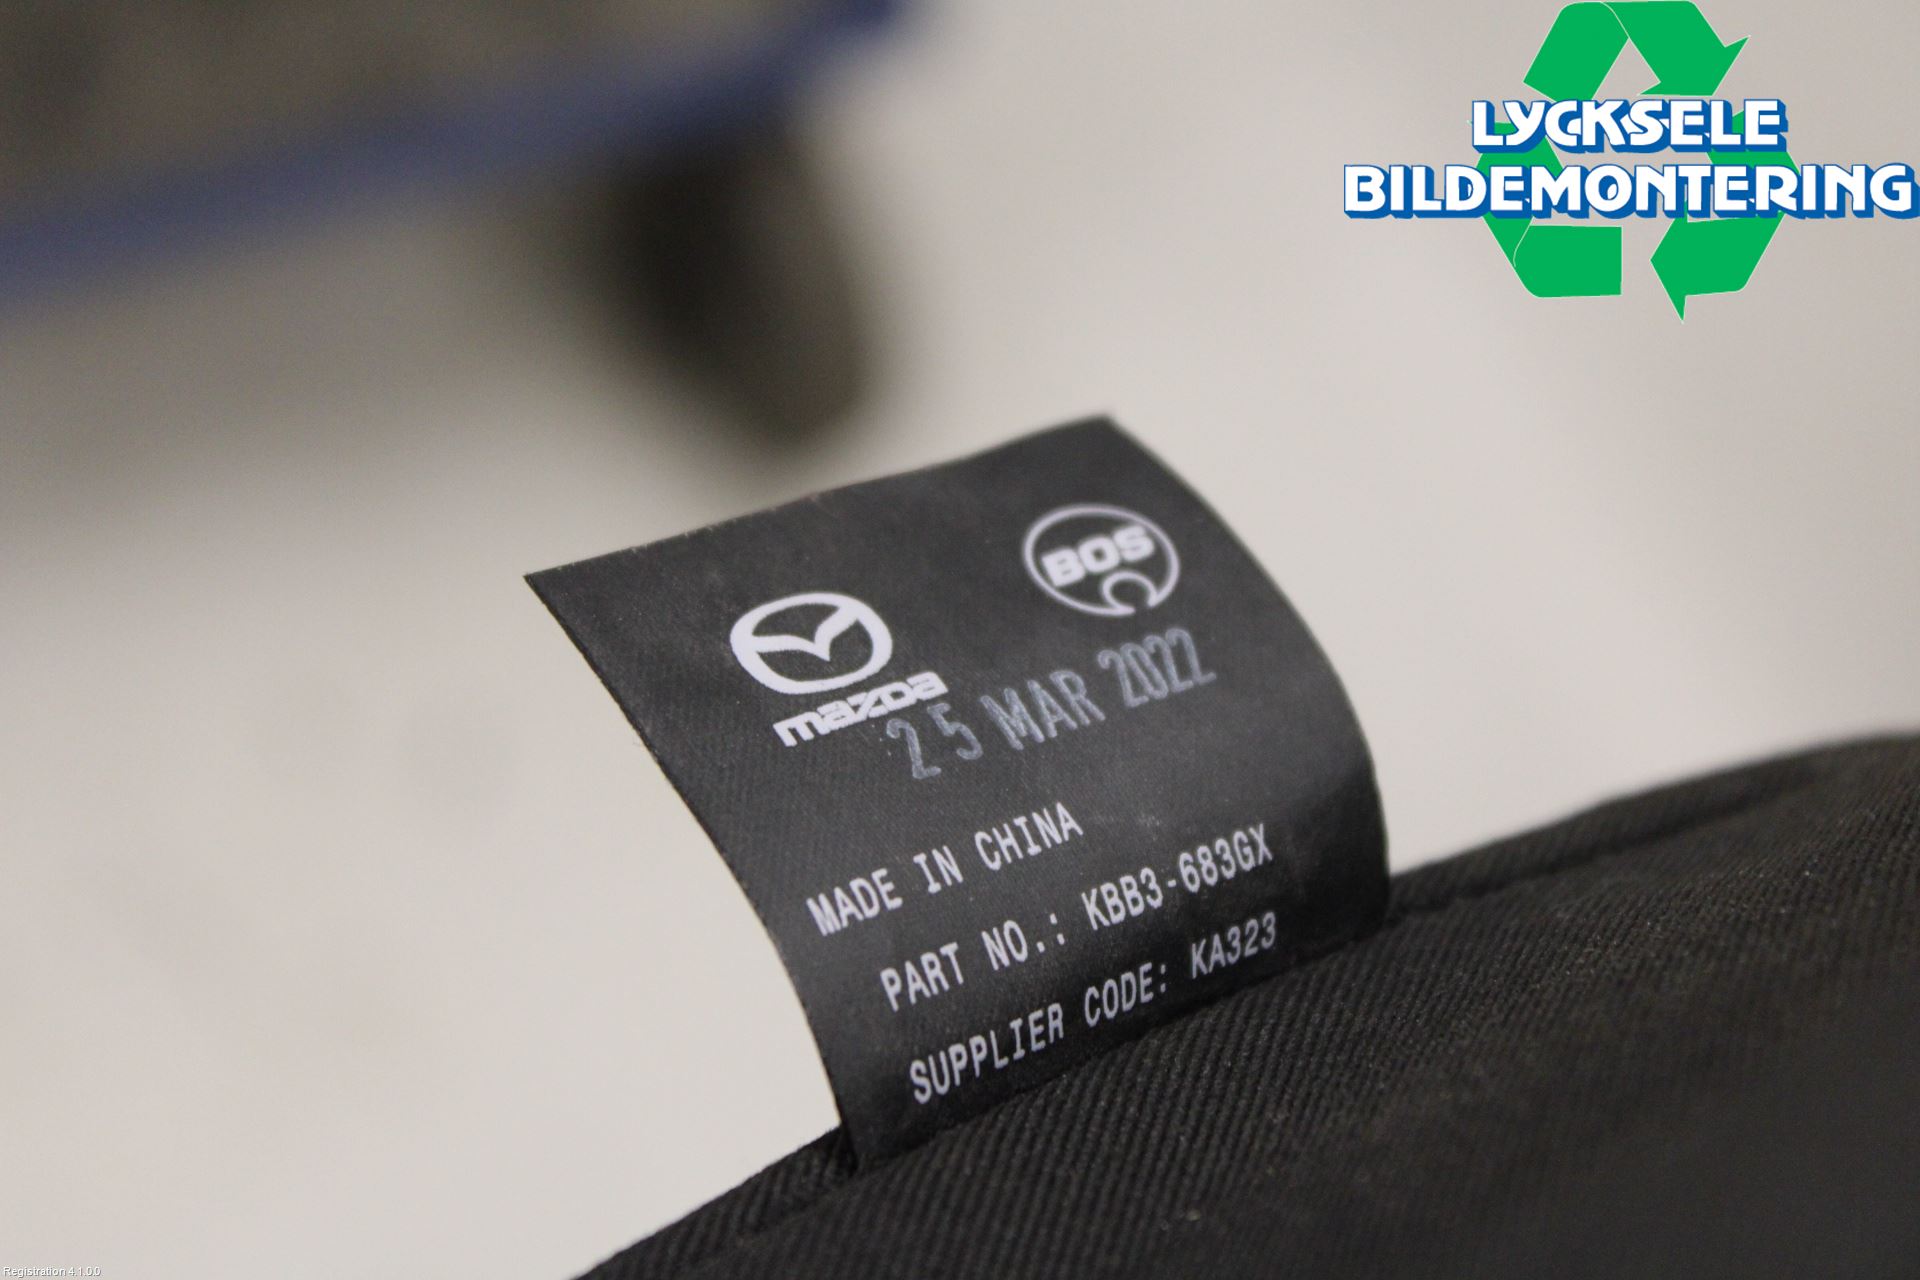 LYCKSELE
BILDEMONTERING
BOS
mazda
25 MAR 2022
MADE IN CHINA
PART NO.: KBB3-683GX
SUPPLIER CODE: KA323
Registration 4.1.0.0